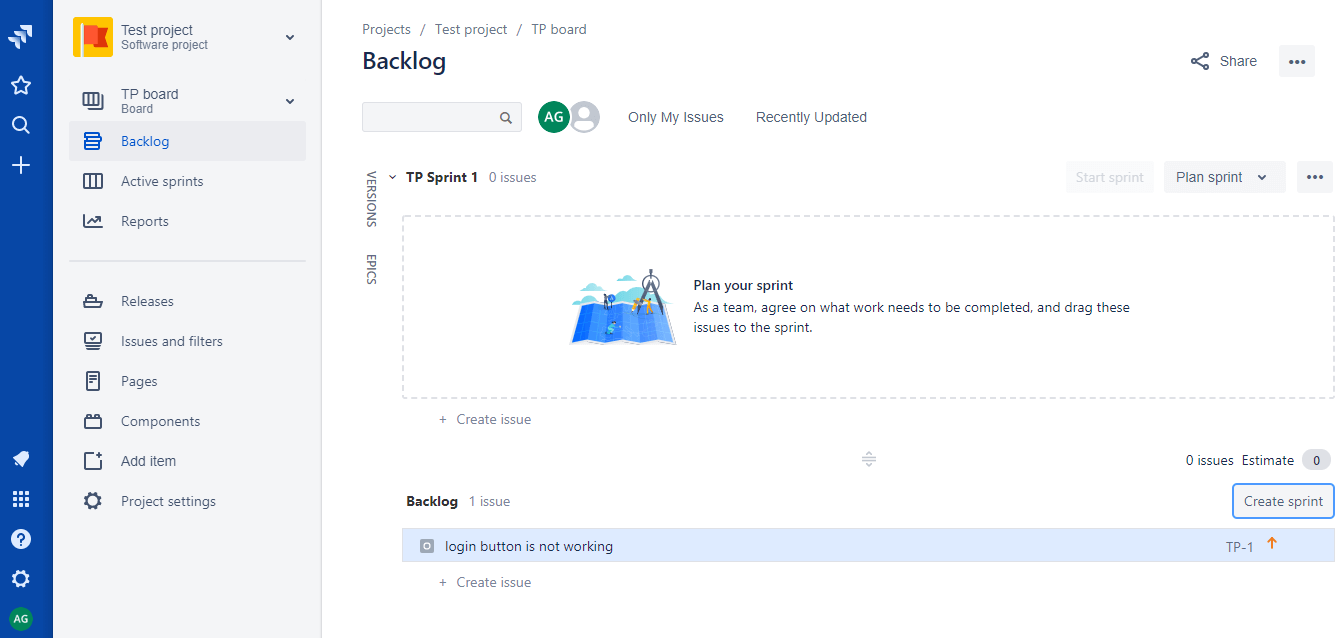 Test project
Software project
TP board
Board
Backlog
Active sprints
Reports
Releases
Issues and filters
Pages
Components
Add item
Project settings
AG
Projects / Test project / TP board
Backlog
Share
AG
Only My Issues
Recently Updated
VERSIONS
EPICS
TP Sprint 1 0 issues
Start sprint
Plan sprint
Plan your sprint
As a team, agree on what work needs to be completed, and drag these
issues to the sprint.
+ Create issue
0 issues Estimate 0
Backlog 1 issue
Create sprint
login button is not working
TP-1
+ Create issue